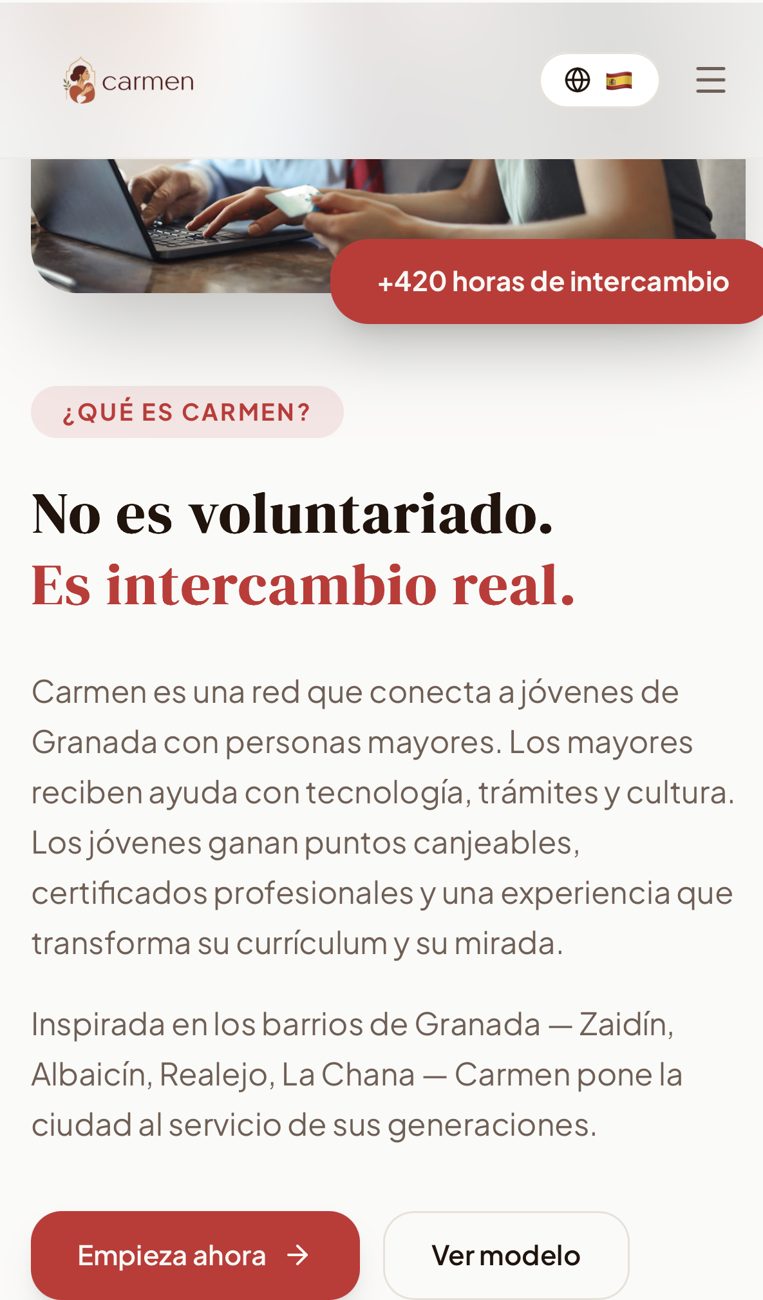 carmen
+420 horas de intercambio
¿QUÉ ES CARMEN?
No es voluntariado.
Es intercambio real.
Carmen es una red que conecta a jóvenes de
Granada con personas mayores. Los mayores
reciben ayuda con tecnología, trámites y cultura.
Los jóvenes ganan puntos canjeables,
certificados profesionales y una experiencia que
transforma su currículum y su mirada.
Inspirada en los barrios de Granada — Zaidín,
Albaicín, Realejo, La Chana — Carmen pone la
ciudad al servicio de sus generaciones.
Empieza ahora →
Ver modelo